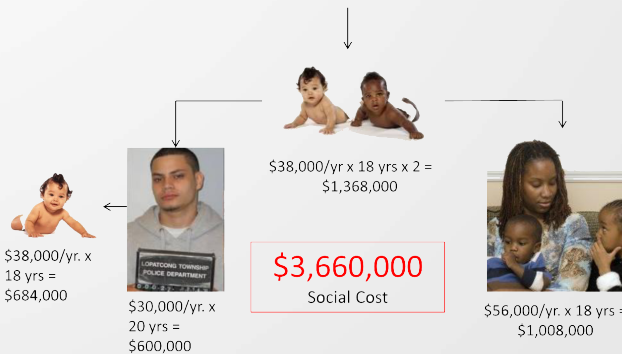 $38,000/yr x 18 yrs x 2 =
$1,368,000
$38,000/yr. x
18 yrs =
$684,000
LOPATCONG TOWNSHIP
POLICE DEPARTMENT
$30,000/yr. x
20 yrs =
$600,000
$3,660,000
Social Cost
$56,000/yr. x 18 yrs =
$1,008,000